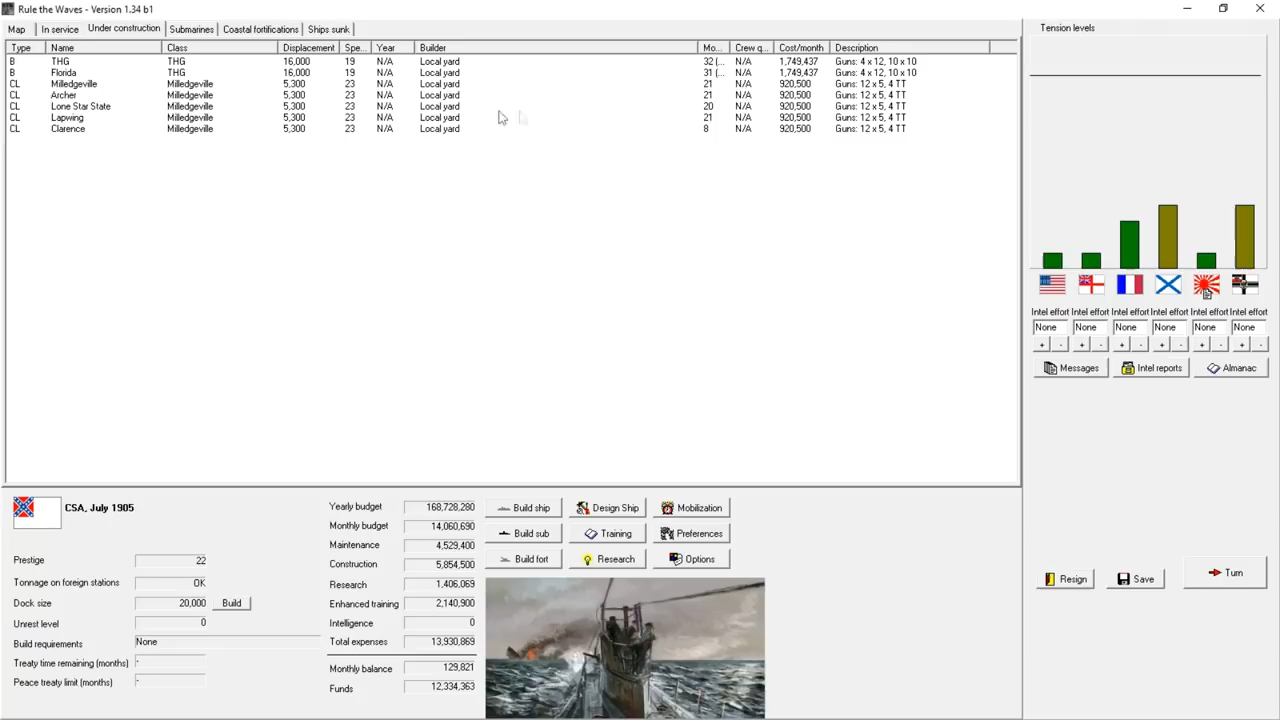 Rule the Waves - Version 1.34 b1
Map In service Under construction Submarines Coastal fortifications Ships sunk
Type Name Class Displacement Spe... Year Builder Mo... Crew q... Cost/month Description
B THG THG 16,000 19 N/A Local yard 32 (... N/A 1,749,437 Guns: 4 x 12, 10 x 10
B Florida THG 16,000 19 N/A Local yard 31 (... N/A 1,749,437 Guns: 4 x 12, 10 x 10
CL Milledgeville Milledgeville 5,300 23 N/A Local yard 21 N/A 920,500 Guns: 12 x 5, 4 TT
CL Archer Milledgeville 5,300 23 N/A Local yard 21 N/A 920,500 Guns: 12 x 5, 4 TT
CL Lone Star State Milledgeville 5,300 23 N/A Local yard 20 N/A 920,500 Guns: 12 x 5, 4 TT
CL Lapwing Milledgeville 5,300 23 N/A Local yard 21 N/A 920,500 Guns: 12 x 5, 4 TT
CL Clarence Milledgeville 5,300 23 N/A Local yard 8 N/A 920,500 Guns: 12 x 5, 4 TT
Tension levels
Intel effort Intel effort Intel effort Intel effort Intel effort Intel effort
None None None None None None
+ - + - + - + - + - + -
Messages Intel reports Almanac
CSA, July 1905
Prestige 22
Tonnage on foreign stations OK
Dock size 20,000 Build
Unrest level 0
Build requirements None
Treaty time remaining (months) -
Peace treaty limit (months) -
Yearly budget 168,728,280
Monthly budget 14,060,690
Maintenance 4,529,400
Construction 5,854,500
Research 1,406,069
Enhanced training 2,140,900
Intelligence 0
Total expenses 13,930,869
Monthly balance 129,821
Funds 12,334,363
Build ship Design Ship Mobilization
Build sub Training Preferences
Build fort Research Options
Resign Save Turn